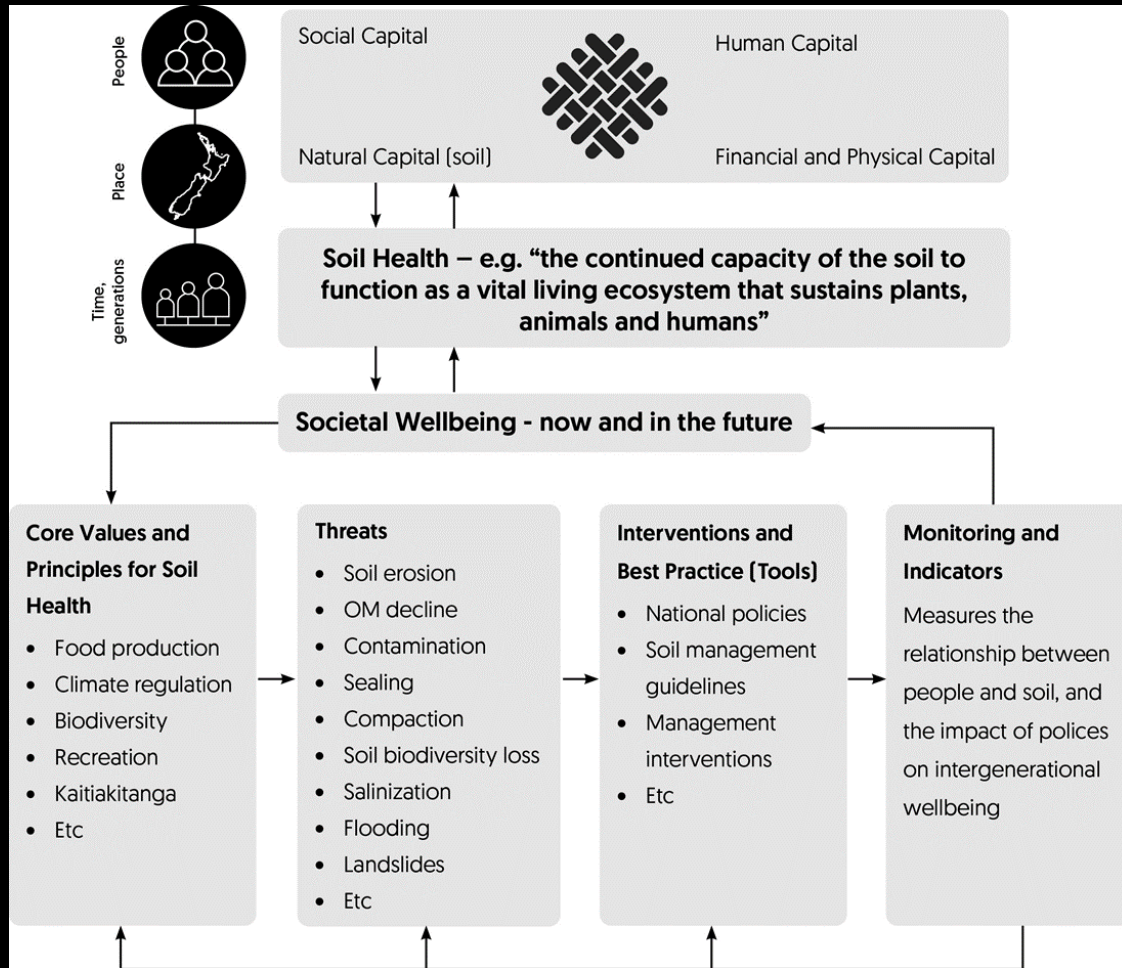 People
Place
Time,
generations
Social Capital
Human Capital
Natural Capital (soil)
Financial and Physical Capital
Soil Health – e.g. “the continued capacity of the soil to
function as a vital living ecosystem that sustains plants,
animals and humans”
Societal Wellbeing - now and in the future
Core Values and
Principles for Soil
Health
• Food production
• Climate regulation
• Biodiversity
• Recreation
• Kaitiakitanga
• Etc
Threats
• Soil erosion
• OM decline
• Contamination
• Sealing
• Compaction
• Soil biodiversity loss
• Salinization
• Flooding
• Landslides
• Etc
Interventions and
Best Practice (Tools)
• National policies
• Soil management
guidelines
• Management
interventions
• Etc
Monitoring and
Indicators
Measures the
relationship between
people and soil, and
the impact of polices
on intergenerational
wellbeing